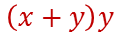 (x + y)y